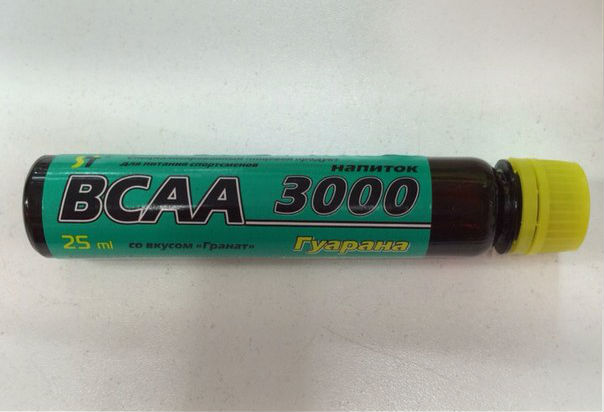 для питания спортсменов
напиток
BCAA 3000
25 ml со вкусом «Гранат» Гуарана